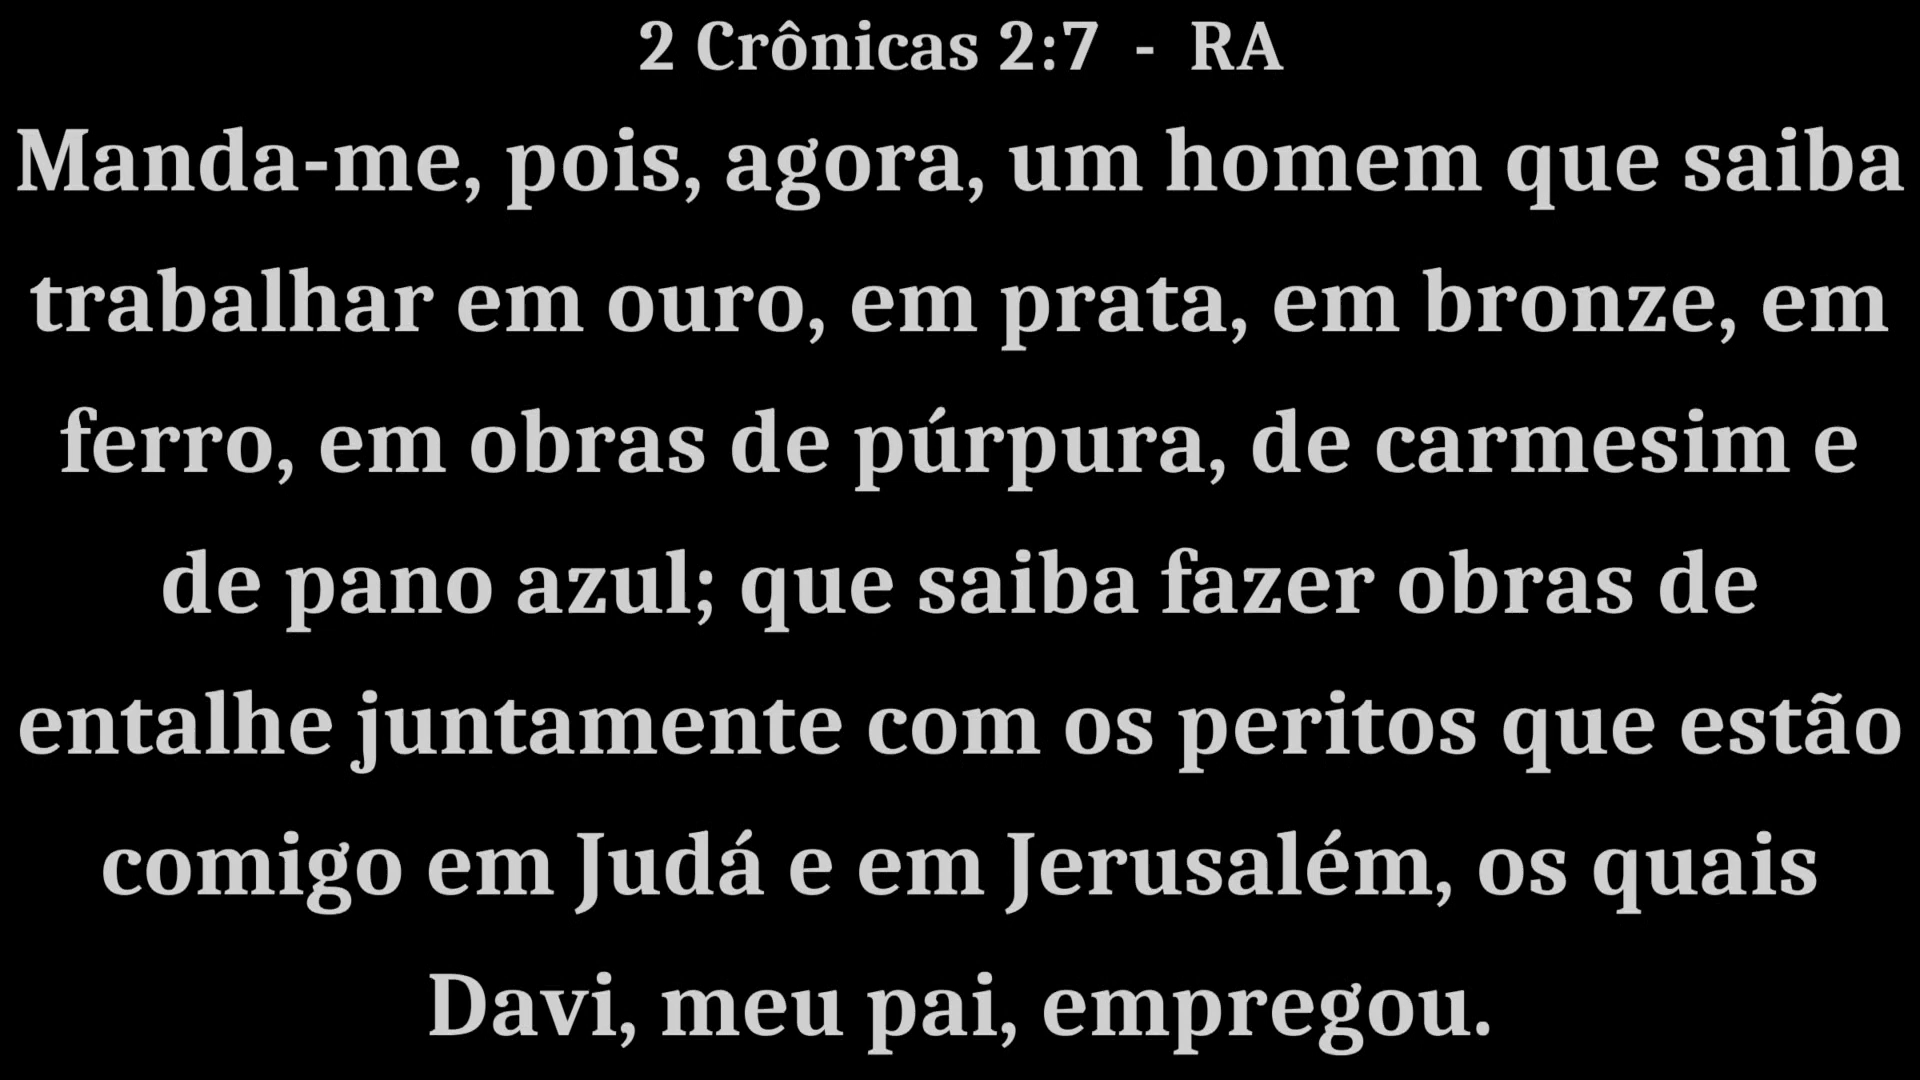 2 Crônicas 2:7 - RA
Manda-me, pois, agora, um homem que saiba
trabalhar em ouro, em prata, em bronze, em
ferro, em obras de púrpura, de carmesim e
de pano azul; que saiba fazer obras de
entalhe juntamente com os peritos que estão
comigo em Judá e em Jerusalém, os quais
Davi, meu pai, empregou.